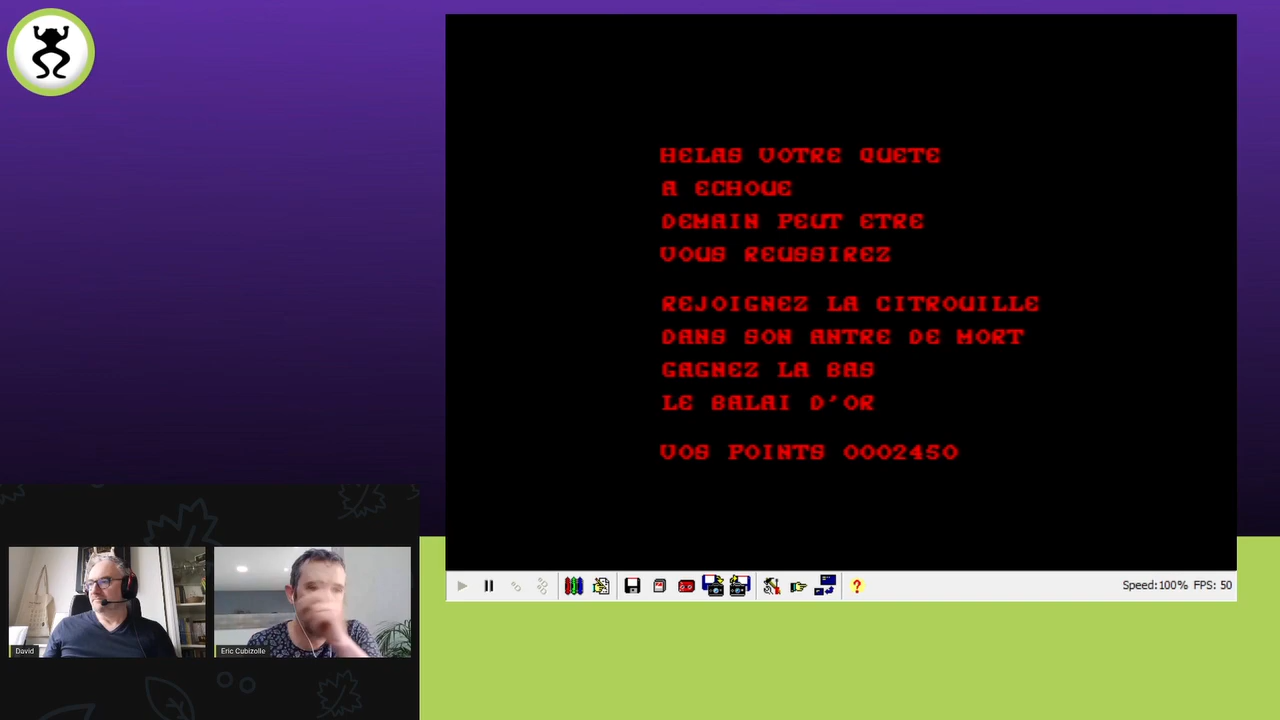 HELAS VOTRE QUETE
A ECHOUE
DEMAIN PEUT ETRE
VOUS REUSSIREZ
REJOIGNEZ LA CITROUILLE
DANS SON ANTRE DE MORT
GAGNEZ LA BAS
LE BALAI D'OR
VOS POINTS 0002450
Speed:100% FPS: 50
David
Eric Cubizolle